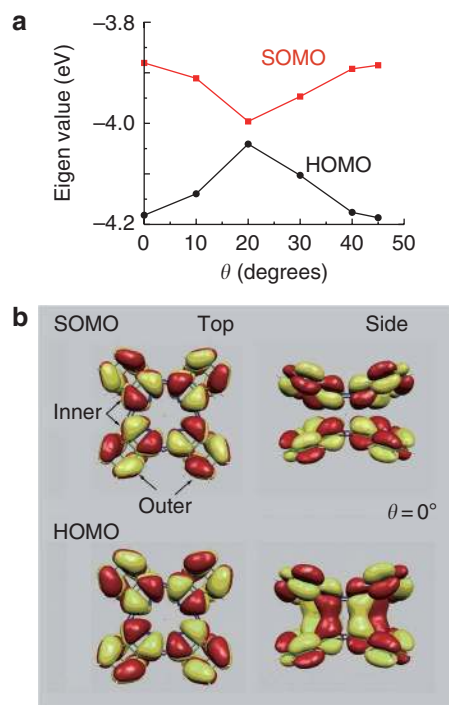 a
Eigen value (eV)
−3.8
−4.0
−4.2
SOMO
HOMO
0 10 20 30 40 50
θ (degrees)
b
SOMO Top Side
Inner
Outer
θ = 0°
HOMO